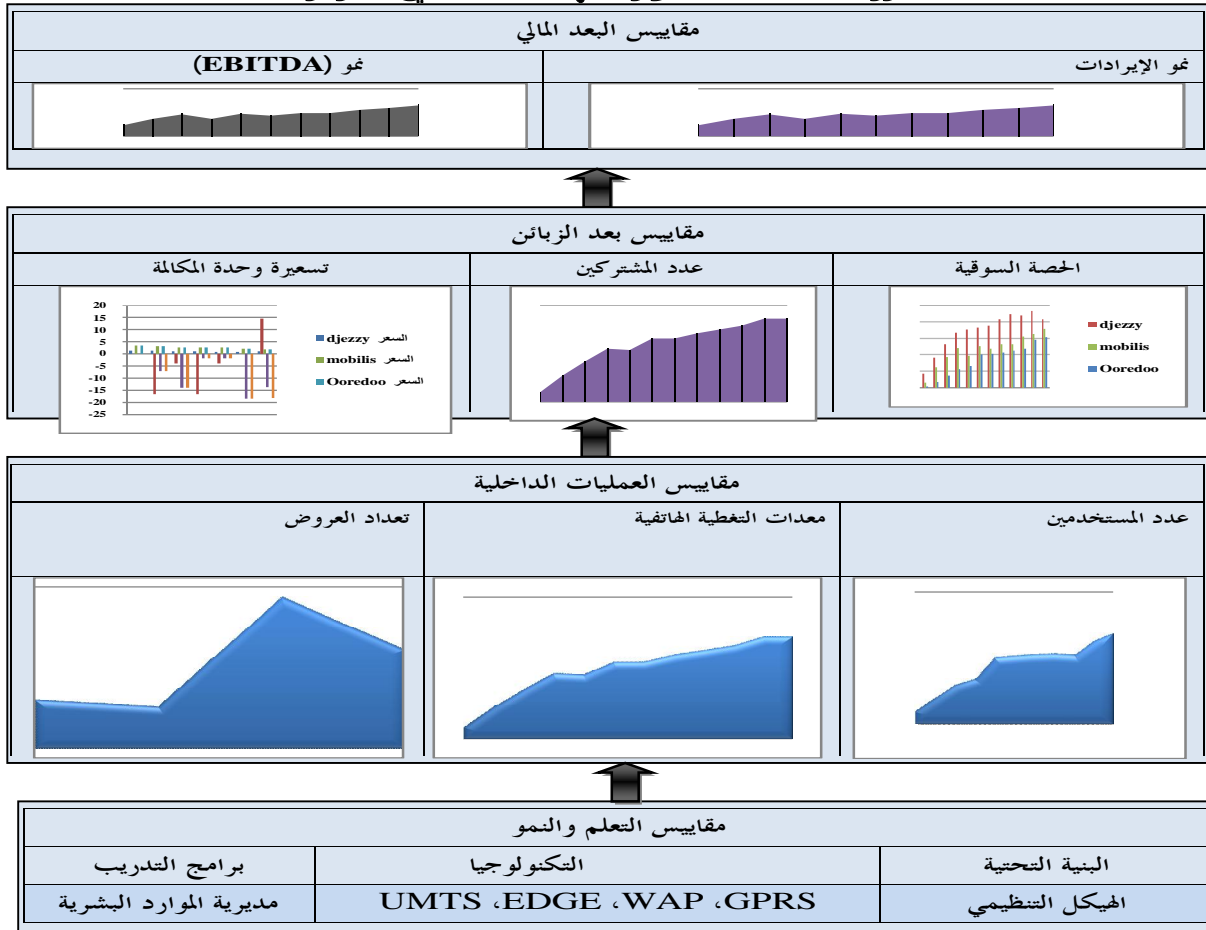 مقاييس البعد المالي
نمو الإيرادات
نمو (EBITDA)
مقاييس بعد الزبائن
الحصة السوقية
عدد المشتركين
تسعيرة وحدة المكالمة
djezzy
mobilis
Ooredoo
20
15
10
5
0
-5
-10
-15
-20
-25
السعر djezzy
السعر mobilis
السعر Ooredoo
مقاييس العمليات الداخلية
عدد المستخدمين
معدات التغطية الهاتفية
تعداد العروض
مقاييس التعلم والنمو
البنية التحتية
التكنولوجيا
برامج التدريب
الهيكل التنظيمي
UMTS ،EDGE ،WAP ،GPRS
مديرية الموارد البشرية